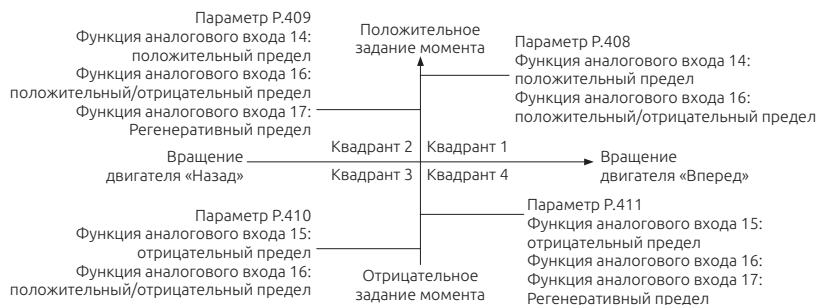 Параметр P.409
Функция аналогового входа 14:
положительный предел
Функция аналогового входа 16:
положительный/отрицательный предел
Функция аналогового входа 17:
Регенеративный предел
Положительное
задание момента
Параметр P.408
Функция аналогового входа 14:
положительный предел
Функция аналогового входа 16:
положительный/отрицательный предел
Вращение
двигателя «Назад»
Квадрант 2
Квадрант 1
Квадрант 3
Квадрант 4
Вращение
двигателя «Вперед»
Параметр P.410
Функция аналогового входа 15:
отрицательный предел
Функция аналогового входа 16:
положительный/отрицательный предел
Отрицательное
задание момента
Параметр P.411
Функция аналогового входа 15:
отрицательный предел
Функция аналогового входа 16:
Функция аналогового входа 17:
Регенеративный предел